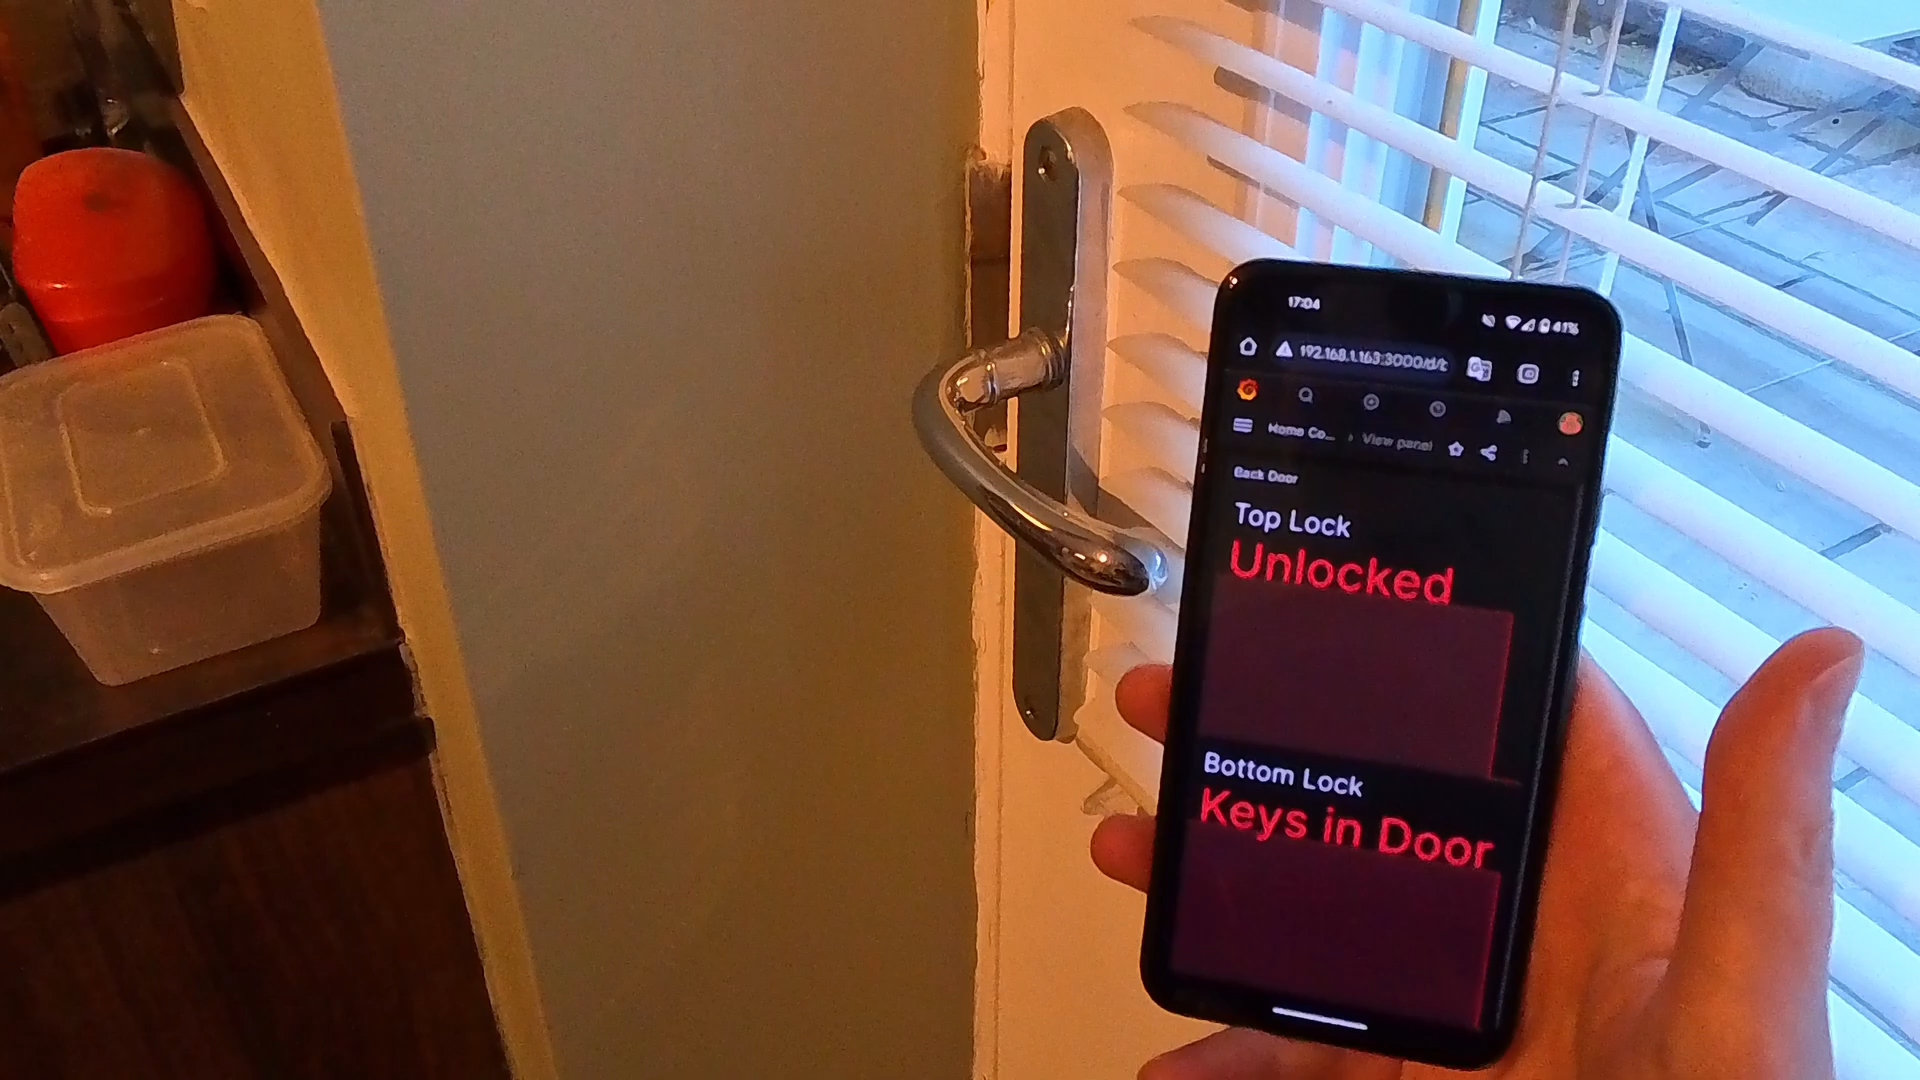 17:04
41%
192.168.1.163:3000/d/t
Home Co... › View panel
Back Door
Top Lock
Unlocked
Bottom Lock
Keys in Door